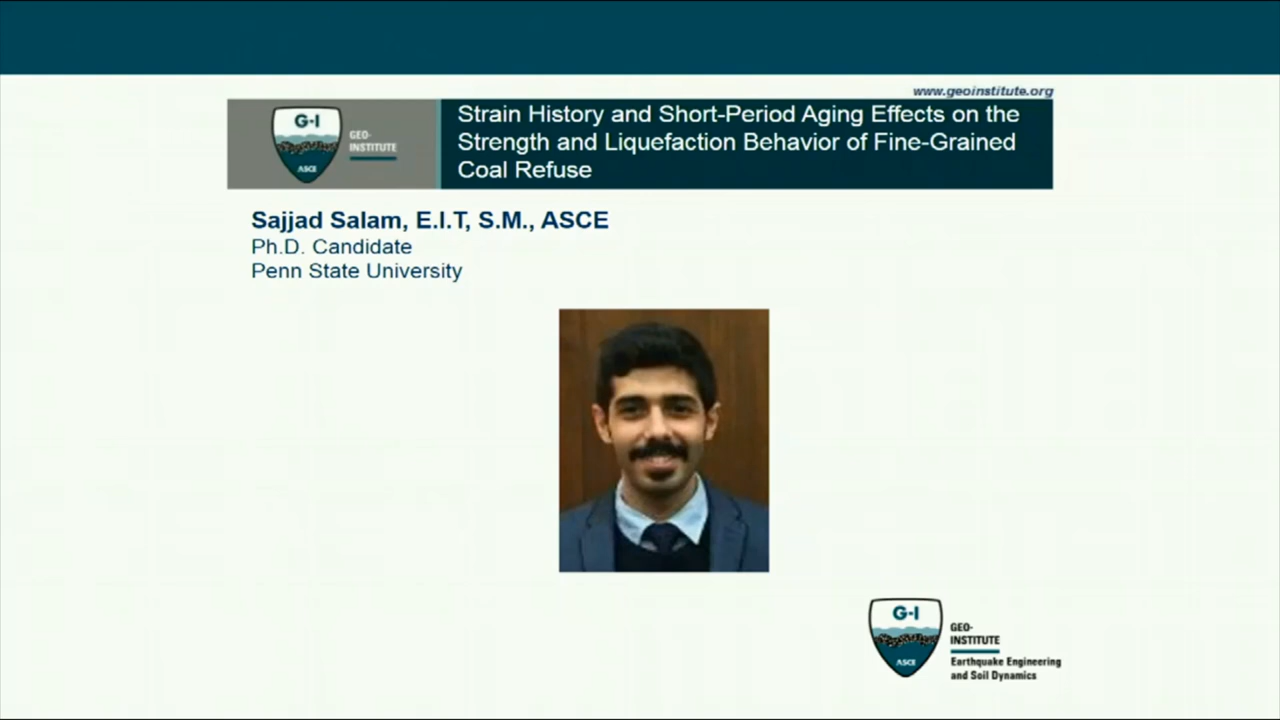 www.geoinstitute.org
G-I
GEO-
INSTITUTE
ASCE
Strain History and Short-Period Aging Effects on the
Strength and Liquefaction Behavior of Fine-Grained
Coal Refuse
Sajjad Salam, E.I.T, S.M., ASCE
Ph.D. Candidate
Penn State University
G-I
GEO-
INSTITUTE
ASCE
Earthquake Engineering
and Soil Dynamics